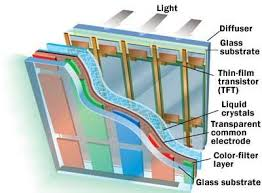 Light
Diffuser
Glass
substrate
Thin-film
transistor
(TFT)
Liquid
crystals
Transparent
common
electrode
Color-filter
layer
Glass substrate